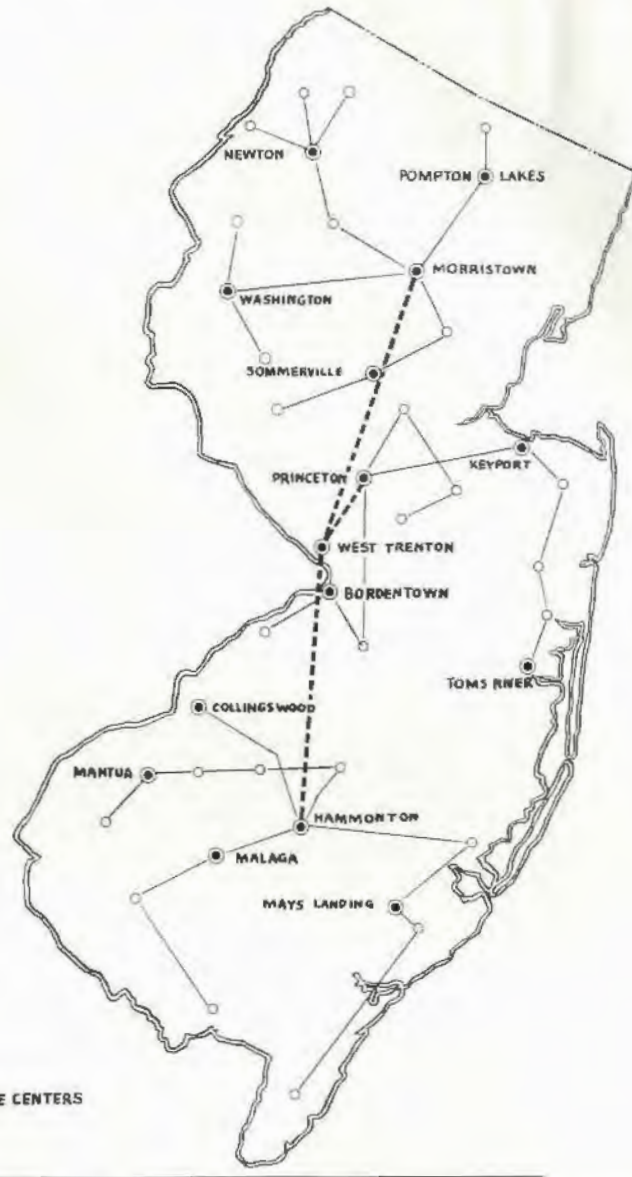 NEWTON
POMPTON LAKES
MORRISTOWN
WASHINGTON
SOMMERVILLE
KEYPORT
PRINCETON
WEST TRENTON
BORDENTOWN
TOMS RIVER
COLLINGSWOOD
MANTUA
HAMMONTON
MALAGA
MAYS LANDING
E CENTERS